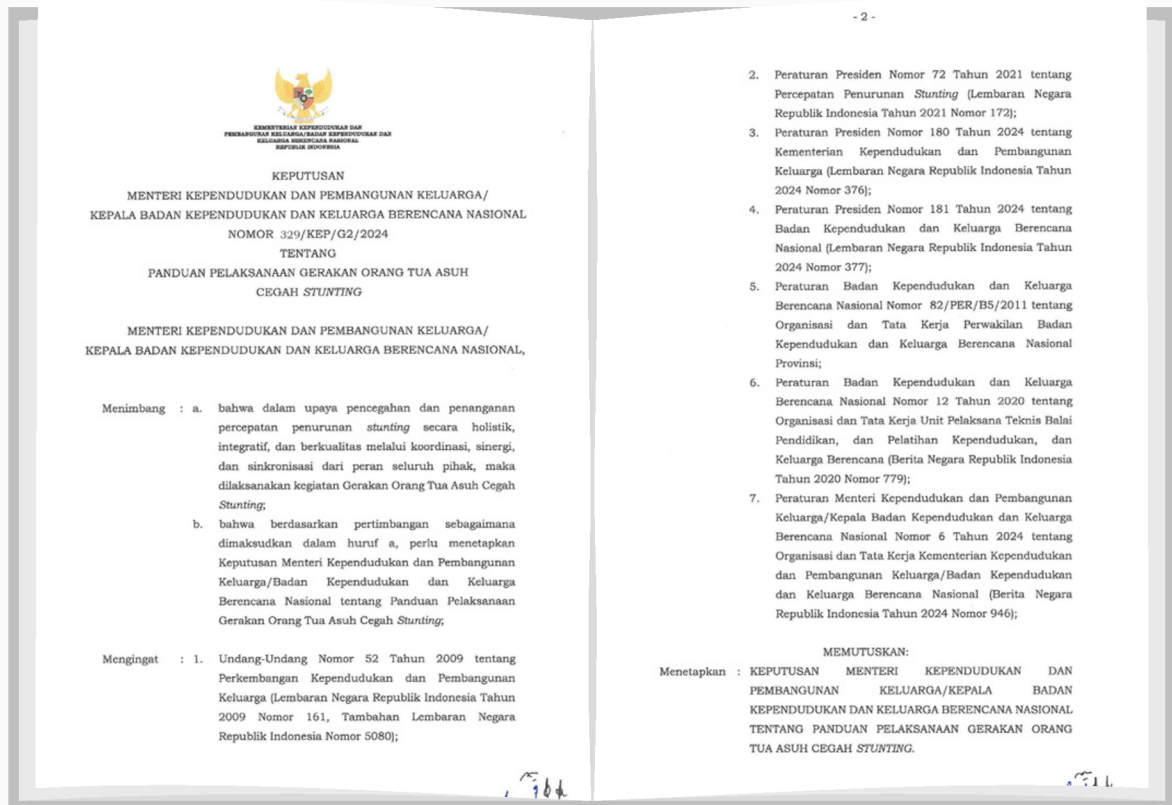 KEMENTERIAN KEPENDUDUKAN DAN
PEMBANGUNAN KELUARGA/BADAN KEPENDUDUKAN DAN
KELUARGA BERENCANA NASIONAL
REPUBLIK INDONESIA
KEPUTUSAN
MENTERI KEPENDUDUKAN DAN PEMBANGUNAN KELUARGA/
KEPALA BADAN KEPENDUDUKAN DAN KELUARGA BERENCANA NASIONAL
NOMOR 329/KEP/G2/2024
TENTANG
PANDUAN PELAKSANAAN GERAKAN ORANG TUA ASUH
CEGAH STUNTING
MENTERI KEPENDUDUKAN DAN PEMBANGUNAN KELUARGA/
KEPALA BADAN KEPENDUDUKAN DAN KELUARGA BERENCANA NASIONAL,
Menimbang : a. bahwa dalam upaya pencegahan dan penanganan
percepatan penurunan stunting secara holistik,
integratif, dan berkualitas melalui koordinasi, sinergi,
dan sinkronisasi dari peran seluruh pihak, maka
dilaksanakan kegiatan Gerakan Orang Tua Asuh Cegah
Stunting;
b. bahwa berdasarkan pertimbangan sebagaimana
dimaksudkan dalam huruf a, perlu menetapkan
Keputusan Menteri Kependudukan dan Pembangunan
Keluarga/Badan Kependudukan dan Keluarga
Berencana Nasional tentang Panduan Pelaksanaan
Gerakan Orang Tua Asuh Cegah Stunting;
Mengingat : 1. Undang-Undang Nomor 52 Tahun 2009 tentang
Perkembangan Kependudukan dan Pembangunan
Keluarga (Lembaran Negara Republik Indonesia Tahun
2009 Nomor 161, Tambahan Lembaran Negara
Republik Indonesia Nomor 5080);
- 2 -
2. Peraturan Presiden Nomor 72 Tahun 2021 tentang
Percepatan Penurunan Stunting (Lembaran Negara
Republik Indonesia Tahun 2021 Nomor 172);
3. Peraturan Presiden Nomor 180 Tahun 2024 tentang
Kementerian Kependudukan dan Pembangunan
Keluarga (Lembaran Negara Republik Indonesia Tahun
2024 Nomor 376);
4. Peraturan Presiden Nomor 181 Tahun 2024 tentang
Badan Kependudukan dan Keluarga Berencana
Nasional (Lembaran Negara Republik Indonesia Tahun
2024 Nomor 377);
5. Peraturan Badan Kependudukan dan Keluarga
Berencana Nasional Nomor 82/PER/B5/2011 tentang
Organisasi dan Tata Kerja Perwakilan Badan
Kependudukan dan Keluarga Berencana Nasional
Provinsi;
6. Peraturan Badan Kependudukan dan Keluarga
Berencana Nasional Nomor 12 Tahun 2020 tentang
Organisasi dan Tata Kerja Unit Pelaksana Teknis Balai
Pendidikan, dan Pelatihan Kependudukan, dan
Keluarga Berencana (Berita Negara Republik Indonesia
Tahun 2020 Nomor 779);
7. Peraturan Menteri Kependudukan dan Pembangunan
Keluarga/Kepala Badan Kependudukan dan Keluarga
Berencana Nasional Nomor 6 Tahun 2024 tentang
Organisasi dan Tata Kerja Kementerian Kependudukan
dan Pembangunan Keluarga/Badan Kependudukan
dan Keluarga Berencana Nasional (Berita Negara
Republik Indonesia Tahun 2024 Nomor 946);
MEMUTUSKAN:
Menetapkan : KEPUTUSAN MENTERI KEPENDUDUKAN DAN
PEMBANGUNAN KELUARGA/KEPALA BADAN
KEPENDUDUKAN DAN KELUARGA BERENCANA NASIONAL
TENTANG PANDUAN PELAKSANAAN GERAKAN ORANG
TUA ASUH CEGAH STUNTING.